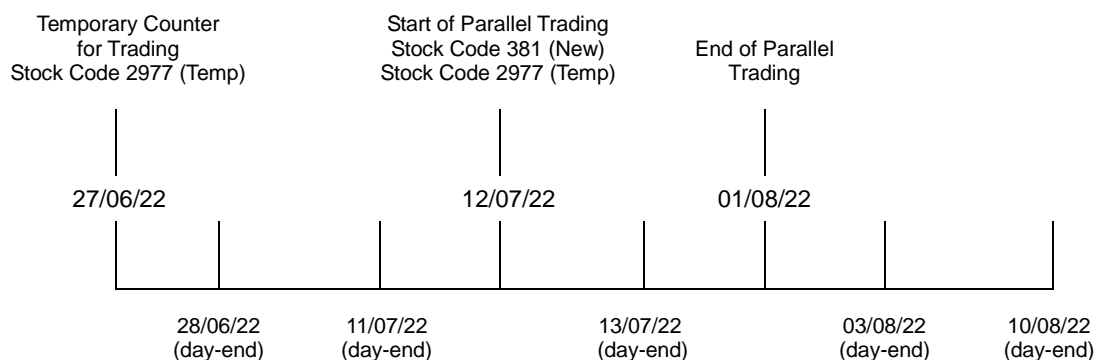 Temporary Counter
for Trading
Stock Code 2977 (Temp)
Start of Parallel Trading
Stock Code 381 (New)
Stock Code 2977 (Temp)
End of Parallel
Trading
27/06/22
12/07/22
01/08/22
28/06/22
(day-end)
11/07/22
(day-end)
13/07/22
(day-end)
03/08/22
(day-end)
10/08/22
(day-end)